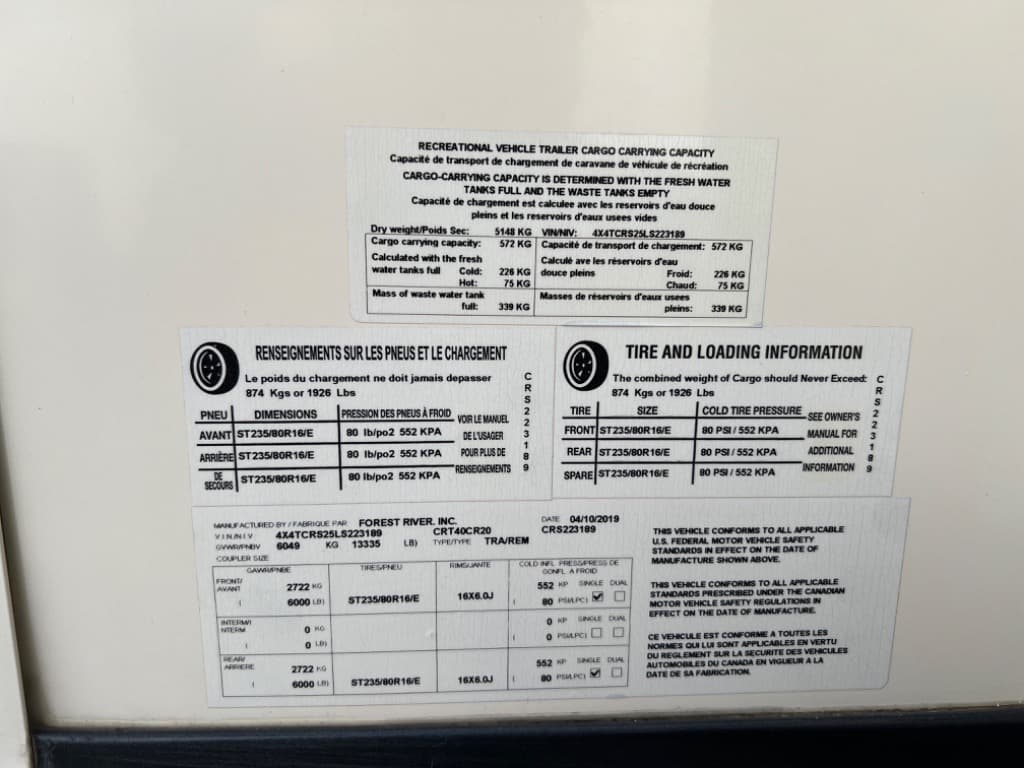 RECREATIONAL VEHICLE TRAILER CARGO CARRYING CAPACITY
Capacité de transport de chargement de caravane de véhicule de récréation
CARGO-CARRYING CAPACITY IS DETERMINED WITH THE FRESH WATER
TANKS FULL AND THE WASTE TANKS EMPTY
Capacité de chargement est calculee avec les reservoirs d'eau douce
pleins et les reservoirs d'eaux usees vides
Dry weight/Poids Sec: 5148 KG VIN/NIV: 4X4TCRS25LS223189
Cargo carrying capacity: 572 KG Capacité de transport de chargement: 572 KG
Calculated with the fresh Calculé ave les réservoirs d'eau
water tanks full Cold: 226 KG douce pleins Froid: 226 KG
Hot: 75 KG Chaud: 75 KG
Mass of waste water tank Masses de réservoirs d'eaux usees
full: 339 KG pleins: 339 KG
RENSEIGNEMENTS SUR LES PNEUS ET LE CHARGEMENT
Le poids du chargement ne doit jamais depasser
874 Kgs or 1926 Lbs
PNEU DIMENSIONS PRESSION DES PNEUS À FROID VOIR LE MANUEL
AVANT ST235/80R16/E 80 lb/po2 552 KPA DE L'USAGER
ARRIÈRE ST235/80R16/E 80 lb/po2 552 KPA POUR PLUS DE
DE SECOURS ST235/80R16/E 80 lb/po2 552 KPA RENSEIGNEMENTS
CRS223189
TIRE AND LOADING INFORMATION
The combined weight of Cargo should Never Exceed:
874 Kgs or 1926 Lbs
TIRE SIZE COLD TIRE PRESSURE SEE OWNER'S
FRONT ST235/80R16/E 80 PSI / 552 KPA MANUAL FOR
REAR ST235/80R16/E 80 PSI / 552 KPA ADDITIONAL
SPARE ST235/80R16/E 80 PSI / 552 KPA INFORMATION
CRS223189
MANUFACTURED BY / FABRIQUE PAR FOREST RIVER. INC. DATE 04/10/2019
V.I.N./N.I.V 4X4TCRS25LS223189 CRT40CR20 CRS223189
GVWR/PNBV 6049 KG 13335 LB) TYPE/TYPE TRA/REM
COUPLER SIZE
GAWR/PNBE TIRES/PNEU RIM/JANTE COLD INFL. PRESS/PRESS DE
GONFL A FROID
FRONT/ AVANT 2722 KG 552 KP SINGLE DUAL
( 6000 LB) ST235/80R16/E 16X6.0J ( 80 PSI/LPC)
INTERM/ INTERM 0 KG 0 KP SINGLE DUAL
( 0 LB) ( 0 PSI/LPC)
REAR/ ARRIERE 2722 KG 552 KP SINGLE DUAL
( 6000 LB) ST235/80R16/E 16X6.0J ( 80 PSI/LPC)
THIS VEHICLE CONFORMS TO ALL APPLICABLE
U.S. FEDERAL MOTOR VEHICLE SAFETY
STANDARDS IN EFFECT ON THE DATE OF
MANUFACTURE SHOWN ABOVE.
THIS VEHICLE CONFORMS TO ALL APPLICABLE
STANDARDS PRESCRIBED UNDER THE CANADIAN
MOTOR VEHICLE SAFETY REGULATIONS IN
EFFECT ON THE DATE OF MANUFACTURE.
CE VEHICULE EST CONFORME A TOUTES LES
NORMES QUI LUI SONT APPLICABLES EN VERTU
DU REGLEMENT SUR LA SECURITE DES VEHICULES
AUTOMOBILES DU CANADA EN VIGUEUR A LA
DATE DE SA FABRICATION.